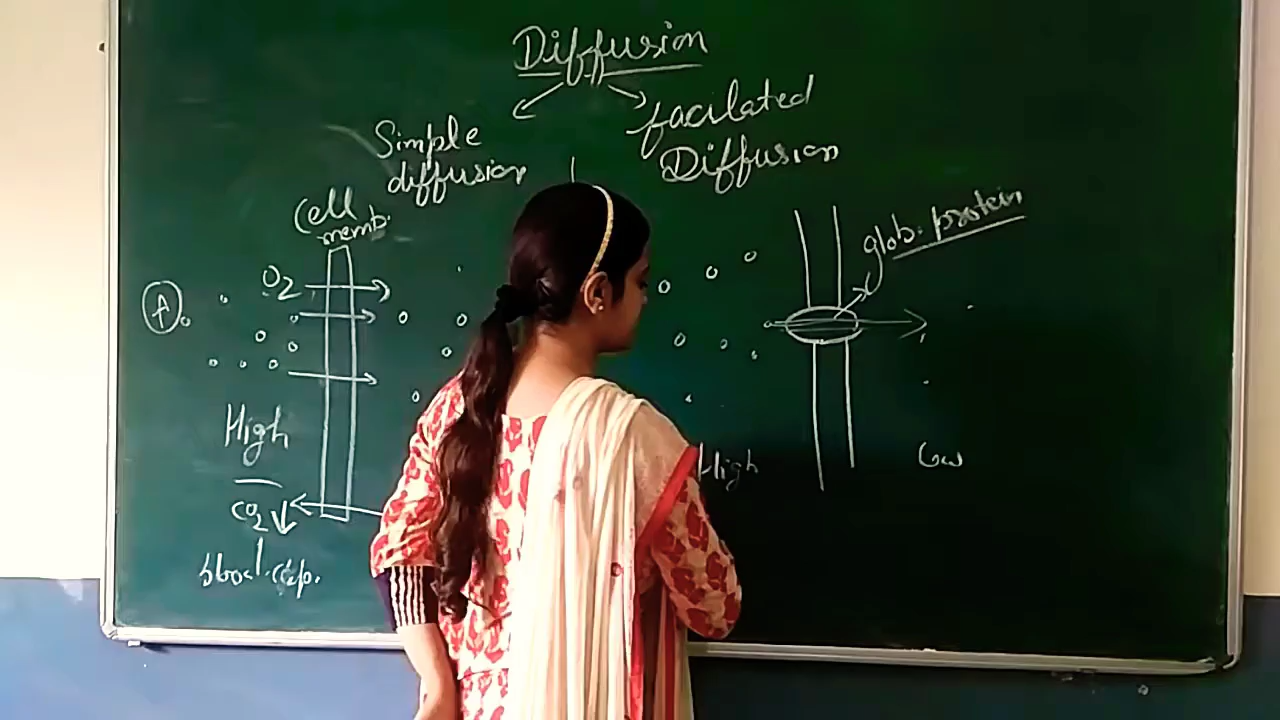 Diffusion
Simple
diffusion
facilated
Diffusion
Cell
memb.
glob. protein
O2
A
High
High
Low
CO2
blood cap.